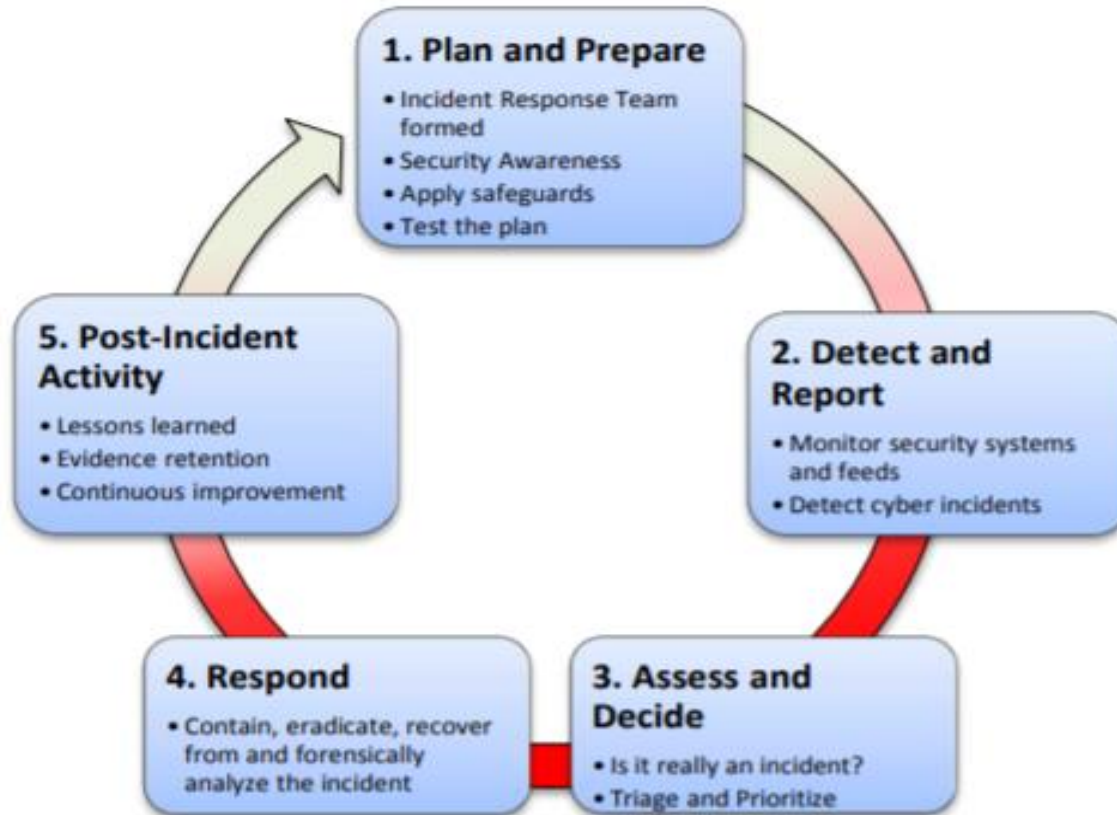 1. Plan and Prepare
• Incident Response Team
formed
• Security Awareness
• Apply safeguards
• Test the plan
2. Detect and
Report
• Monitor security systems
and feeds
• Detect cyber incidents
3. Assess and
Decide
• Is it really an incident?
• Triage and Prioritize
4. Respond
• Contain, eradicate, recover
from and forensically
analyze the incident
5. Post-Incident
Activity
• Lessons learned
• Evidence retention
• Continuous improvement